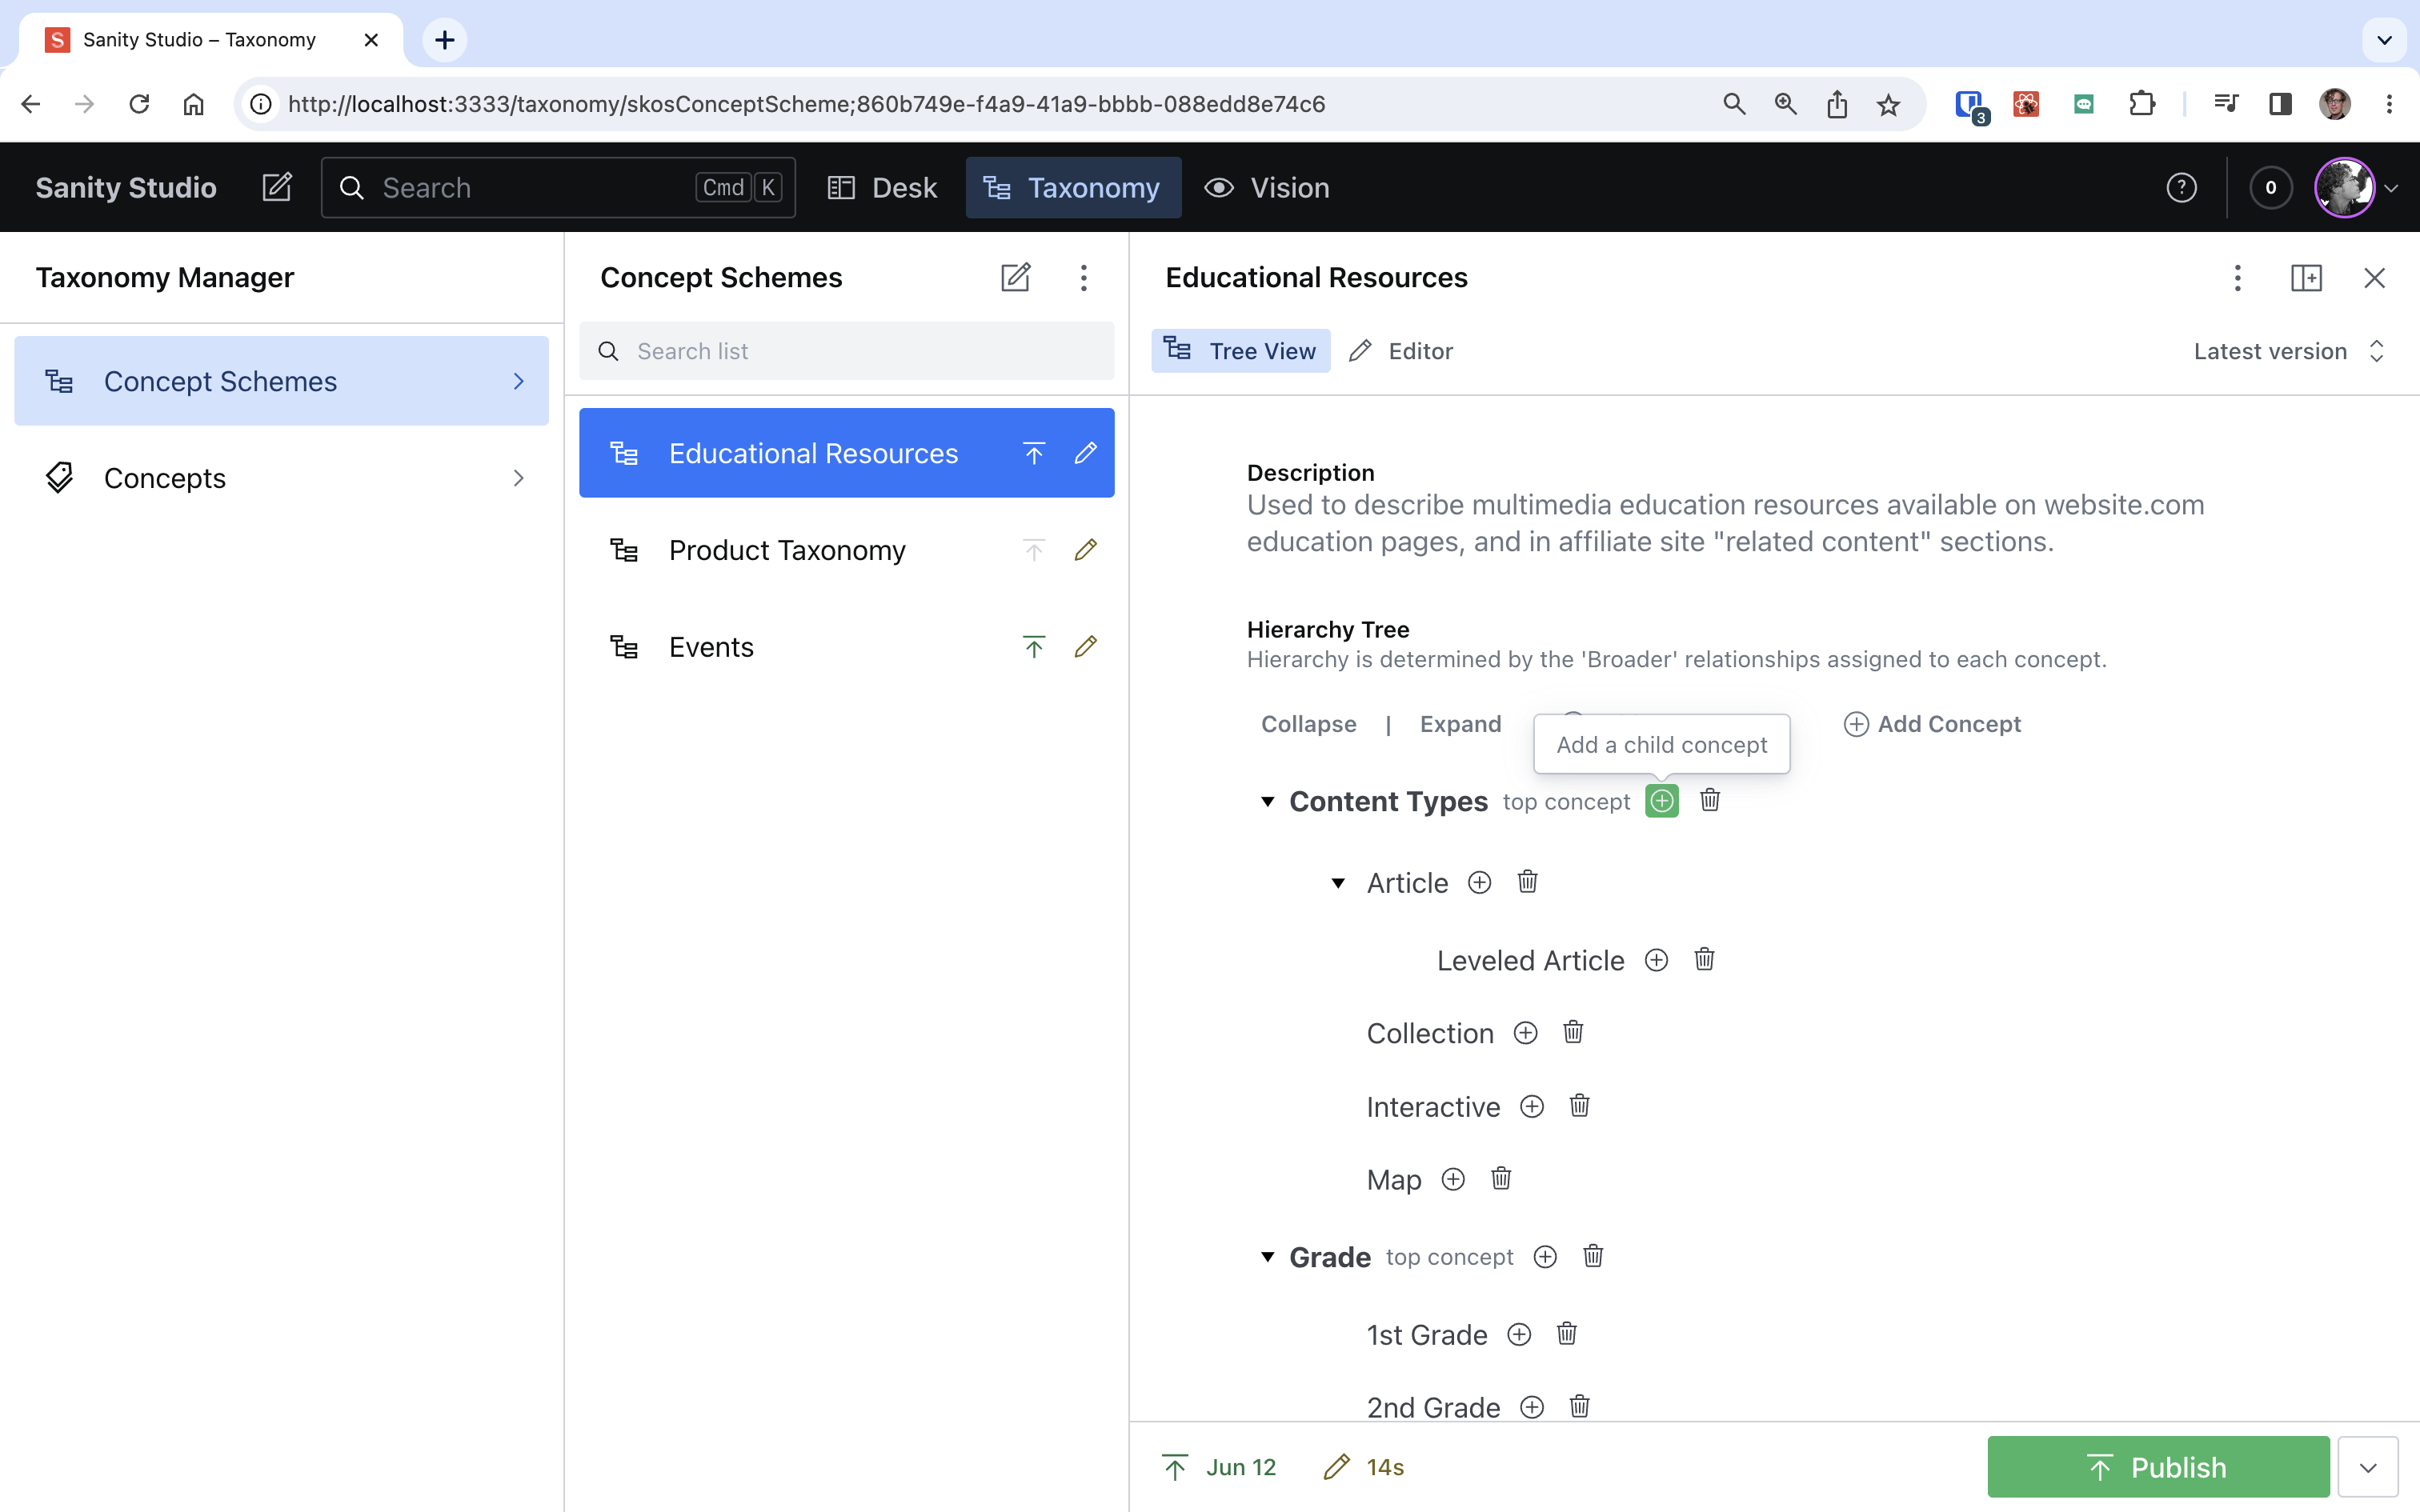 Sanity Studio – Taxonomy
http://localhost:3333/taxonomy/skosConceptScheme;860b749e-f4a9-41a9-bbbb-088edd8e74c6
3
Sanity Studio
Search
Cmd K
Desk
Taxonomy
Vision
0
Taxonomy Manager
Concept Schemes
Concepts
Concept Schemes
Search list
Educational Resources
Product Taxonomy
Events
Educational Resources
Tree View
Editor
Latest version
Description
Used to describe multimedia education resources available on website.com
education pages, and in affiliate site "related content" sections.
Hierarchy Tree
Hierarchy is determined by the 'Broader' relationships assigned to each concept.
Collapse | Expand
Add Concept
Add a child concept
Content Types top concept
Article
Leveled Article
Collection
Interactive
Map
Grade top concept
1st Grade
2nd Grade
Jun 12
14s
Publish